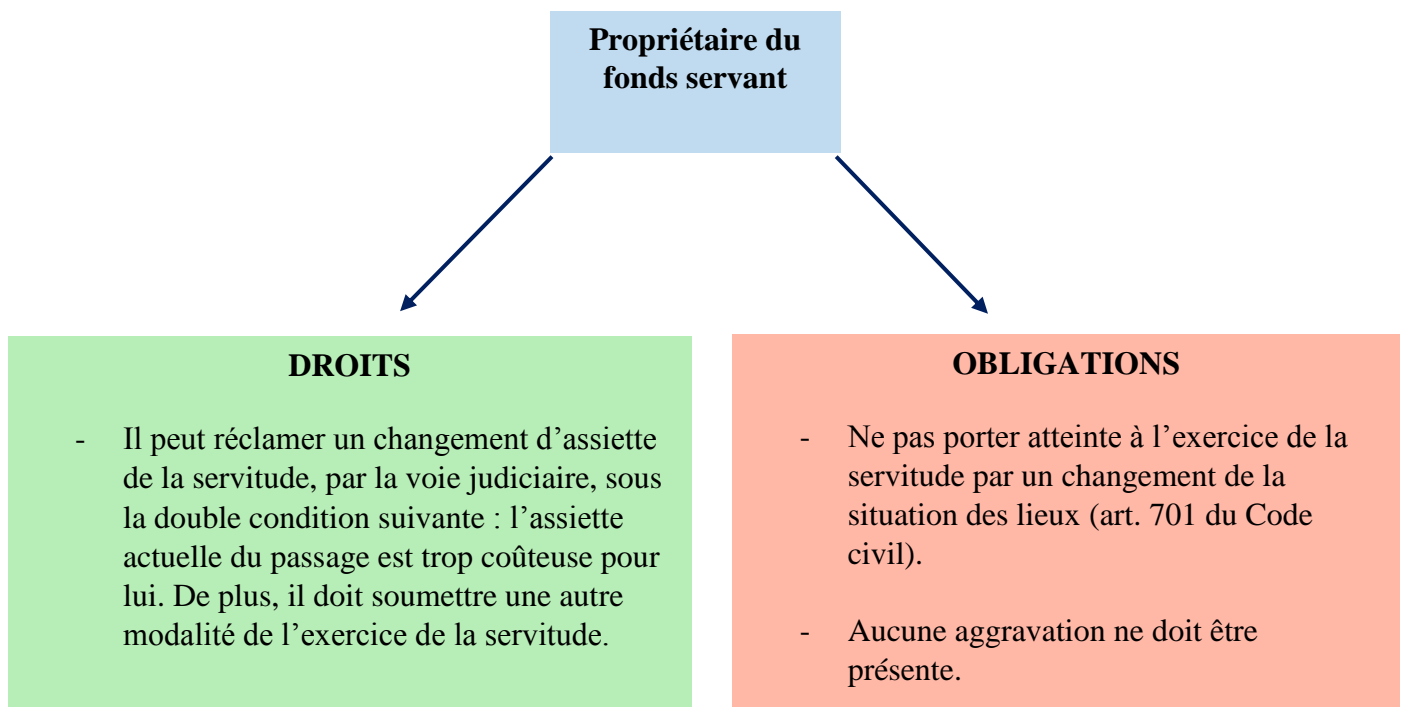 Propriétaire du
fonds servant
DROITS
- Il peut réclamer un changement d’assiette
de la servitude, par la voie judiciaire, sous
la double condition suivante : l’assiette
actuelle du passage est trop coûteuse pour
lui. De plus, il doit soumettre une autre
modalité de l’exercice de la servitude.
OBLIGATIONS
- Ne pas porter atteinte à l’exercice de la
servitude par un changement de la
situation des lieux (art. 701 du Code
civil).
- Aucune aggravation ne doit être
présente.